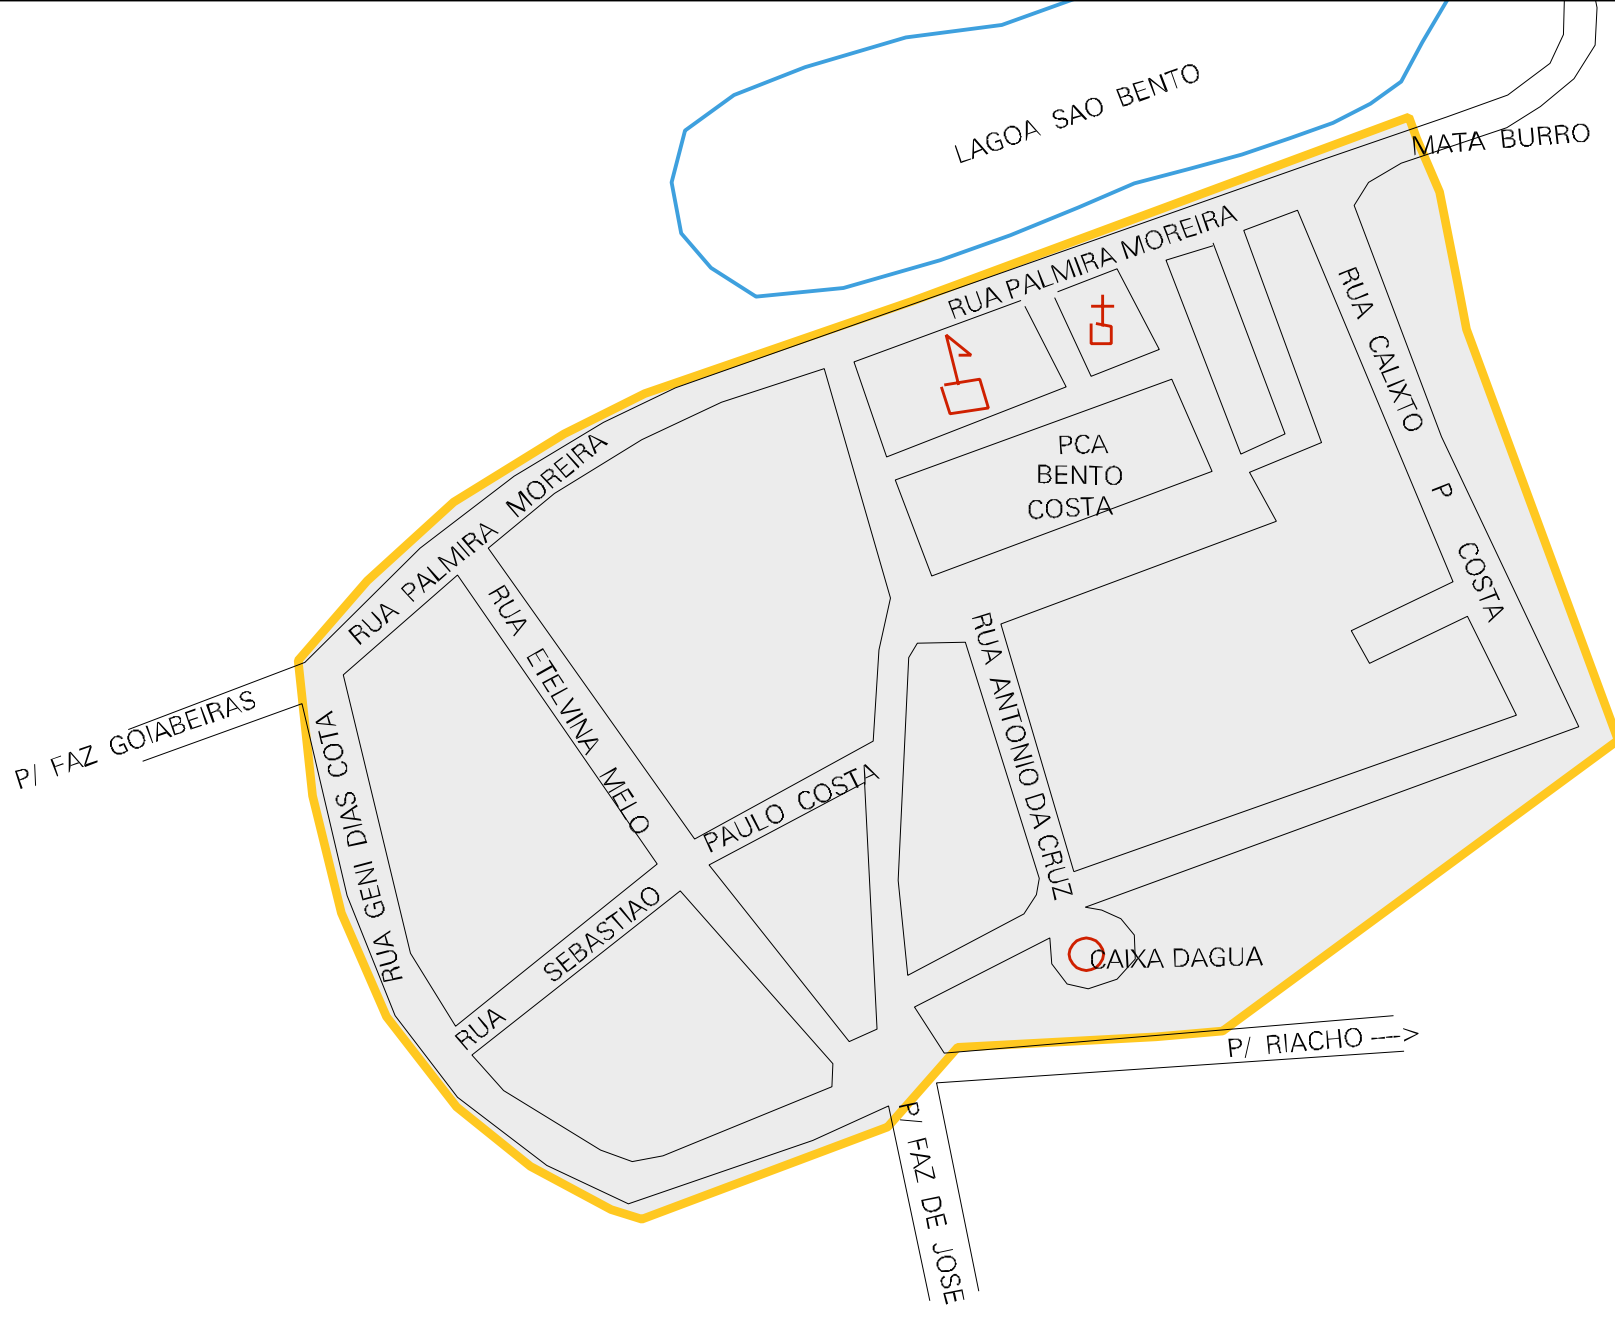 LAGOA SAO BENTO
MATA BURRO
RUA PALMIRA MOREIRA
RUA CALIXTO P COSTA
PCA
BENTO
COSTA
RUA PALMIRA MOREIRA
RUA ETELVINA MELO
RUA ANTONIO DA CRUZ
P/ FAZ GOIABEIRAS
RUA GENI DIAS COTA
PAULO COSTA
RUA SEBASTIAO
CAIXA DAGUA
P/ RIACHO ---->
P/ FAZ DE JOSE